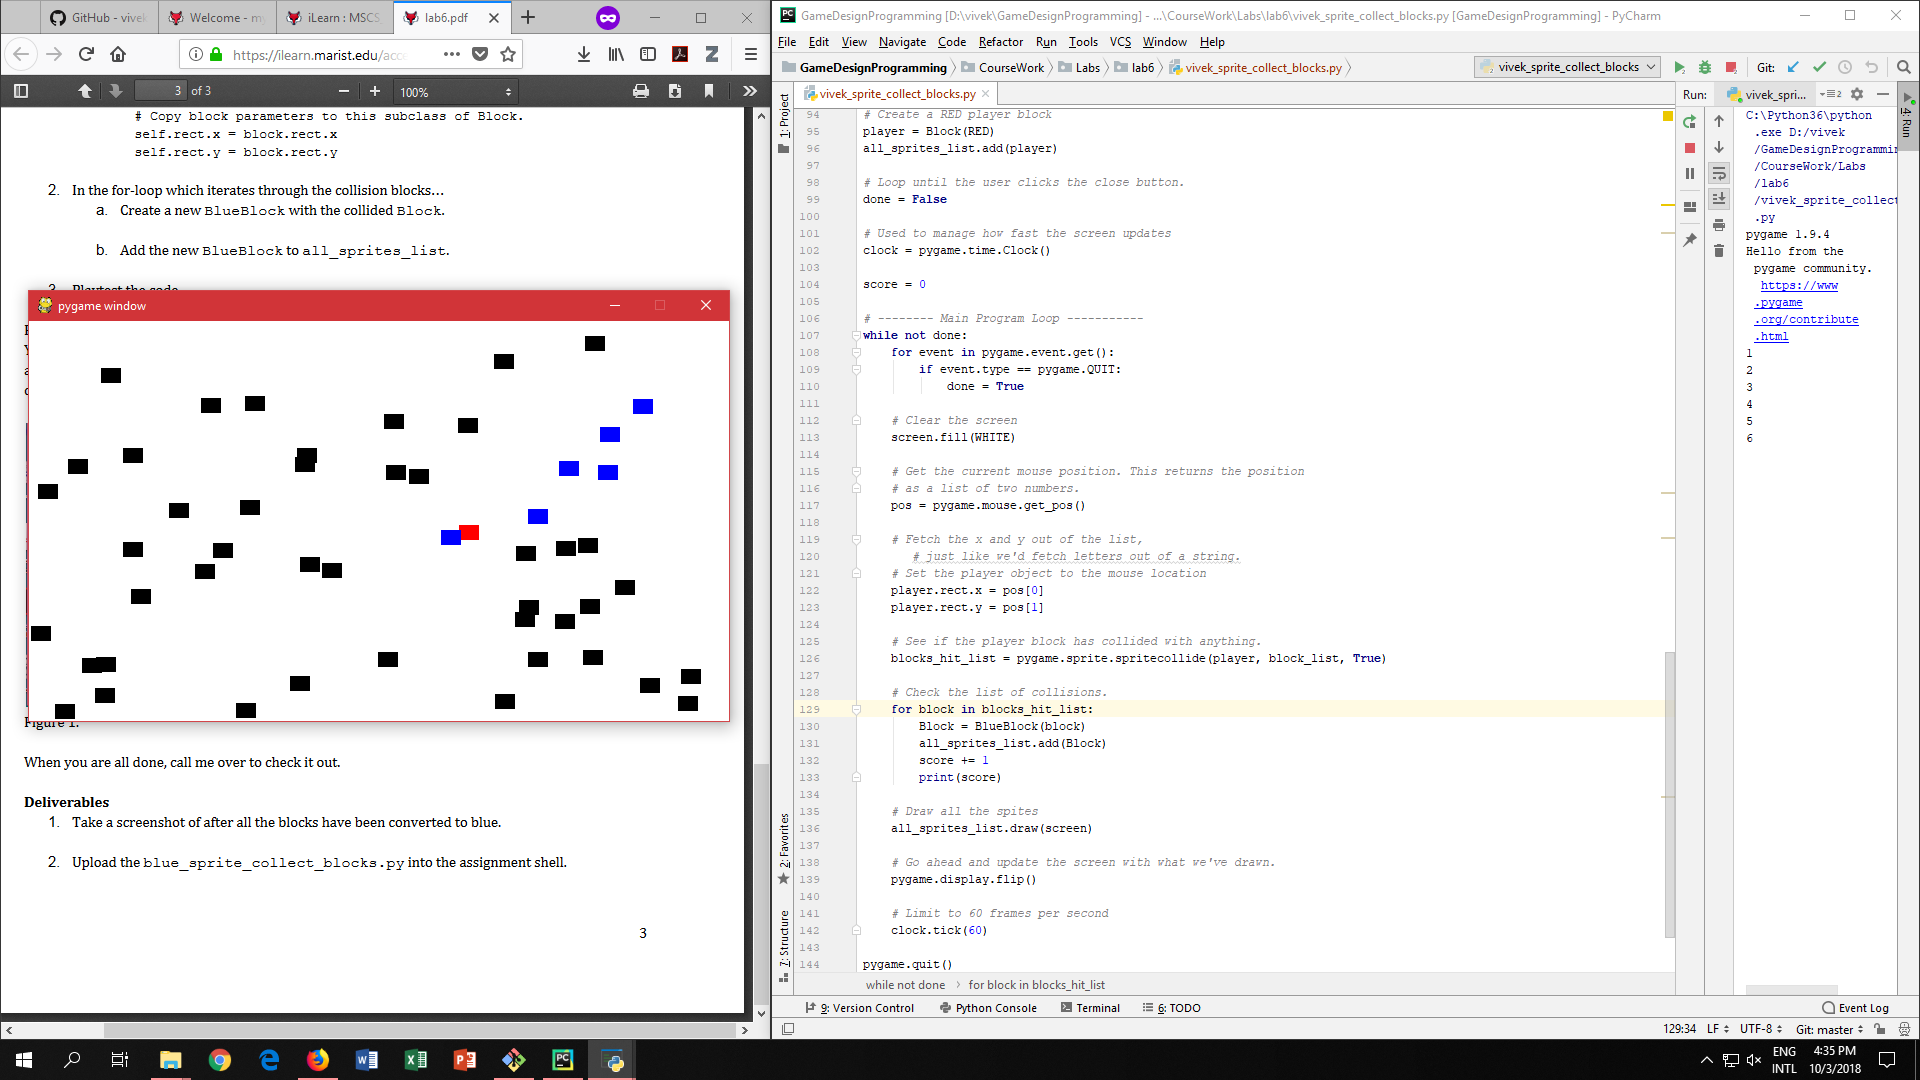 GitHub - vivek
Welcome - my
iLearn : MSCS
lab6.pdf
https://ilearn.marist.edu/acc
3 of 3
100%
# Copy block parameters to this subclass of Block.
self.rect.x = block.rect.x
self.rect.y = block.rect.y
2. In the for-loop which iterates through the collision blocks…
a. Create a new BlueBlock with the collided Block.
b. Add the new BlueBlock to all_sprites_list.
pygame window
Figure 1.
When you are all done, call me over to check it out.
Deliverables
1. Take a screenshot of after all the blocks have been converted to blue.
2. Upload the blue_sprite_collect_blocks.py into the assignment shell.
3
GameDesignProgramming [D:\vivek\GameDesignProgramming] - ...\CourseWork\Labs\lab6\vivek_sprite_collect_blocks.py [GameDesignProgramming] - PyCharm
File Edit View Navigate Code Refactor Run Tools VCS Window Help
GameDesignProgramming CourseWork Labs lab6 vivek_sprite_collect_blocks.py
vivek_sprite_collect_blocks
Git:
1: Project
vivek_sprite_collect_blocks.py
94 # Create a RED player block
95 player = Block(RED)
96 all_sprites_list.add(player)
97
98 # Loop until the user clicks the close button.
99 done = False
100
101 # Used to manage how fast the screen updates
102 clock = pygame.time.Clock()
103
104 score = 0
105
106 # -------- Main Program Loop -----------
107 while not done:
108 for event in pygame.event.get():
109 if event.type == pygame.QUIT:
110 done = True
111
112 # Clear the screen
113 screen.fill(WHITE)
114
115 # Get the current mouse position. This returns the position
116 # as a list of two numbers.
117 pos = pygame.mouse.get_pos()
118
119 # Fetch the x and y out of the list,
120 # just like we'd fetch letters out of a string.
121 # Set the player object to the mouse location
122 player.rect.x = pos[0]
123 player.rect.y = pos[1]
124
125 # See if the player block has collided with anything.
126 blocks_hit_list = pygame.sprite.spritecollide(player, block_list, True)
127
128 # Check the list of collisions.
129 for block in blocks_hit_list:
130 Block = BlueBlock(block)
131 all_sprites_list.add(Block)
132 score += 1
133 print(score)
134
135 # Draw all the spites
136 all_sprites_list.draw(screen)
137
138 # Go ahead and update the screen with what we've drawn.
139 pygame.display.flip()
140
141 # Limit to 60 frames per second
142 clock.tick(60)
143
144 pygame.quit()
while not done › for block in blocks_hit_list
2: Favorites
7: Structure
Run: vivek_spri...
4: Run
C:\Python36\python
.exe D:/vivek
/GameDesignProgrammin
/CourseWork/Labs
/lab6
/vivek_sprite_collect
.py
pygame 1.9.4
Hello from the
pygame community.
https://www
.pygame
.org/contribute
.html
1
2
3
4
5
6
9: Version Control Python Console Terminal 6: TODO Event Log
129:34 LF UTF-8 Git: master
ENG
INTL
4:35 PM
10/3/2018